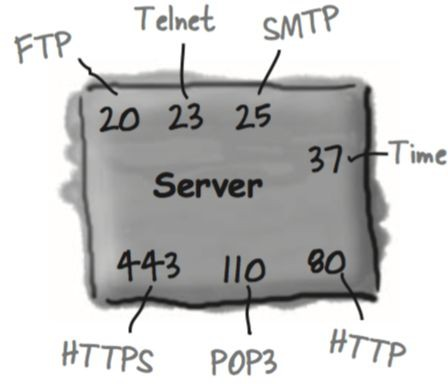 FTP Telnet SMTP
20 23 25
37 Time
Server
443 110 80
HTTPS POP3 HTTP